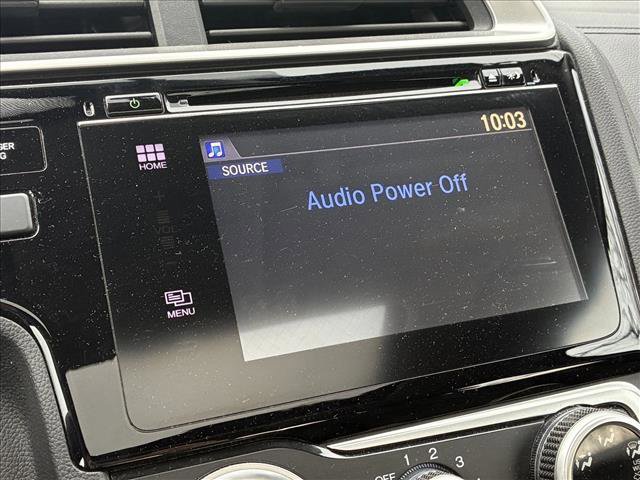 10:03
HOME
SOURCE
Audio Power Off
VOL
MENU
OFF 1 2 3